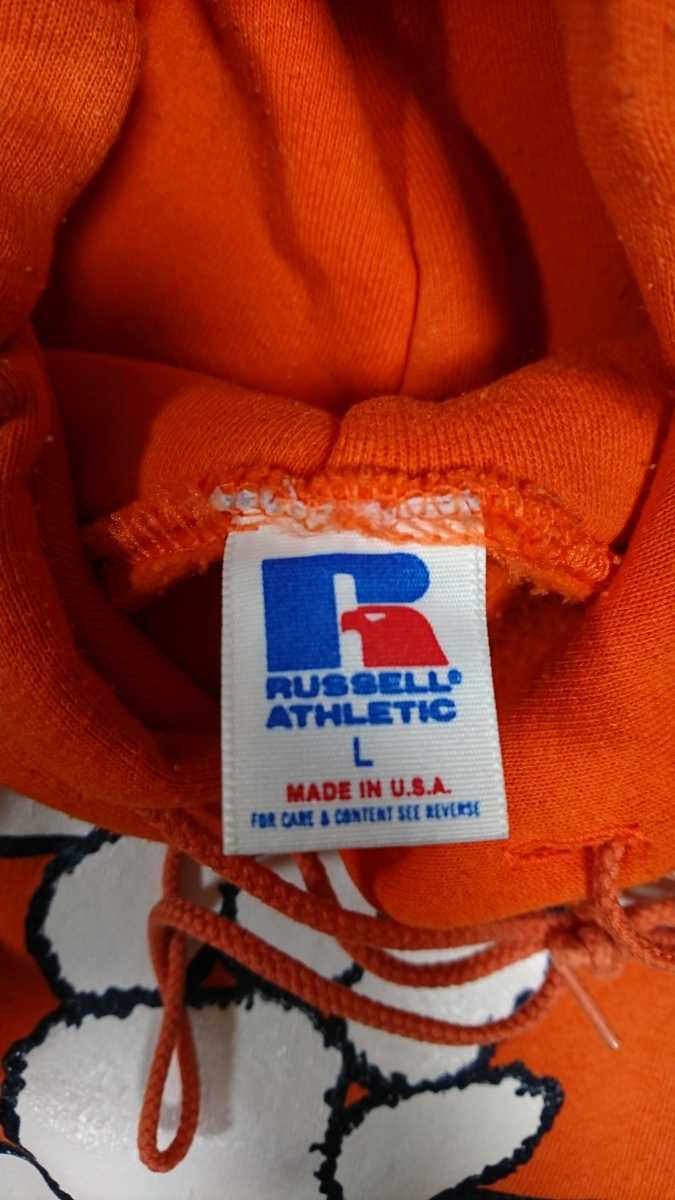 RUSSELL®
ATHLETIC
L
MADE IN U.S.A.
FOR CARE & CONTENT SEE REVERSE